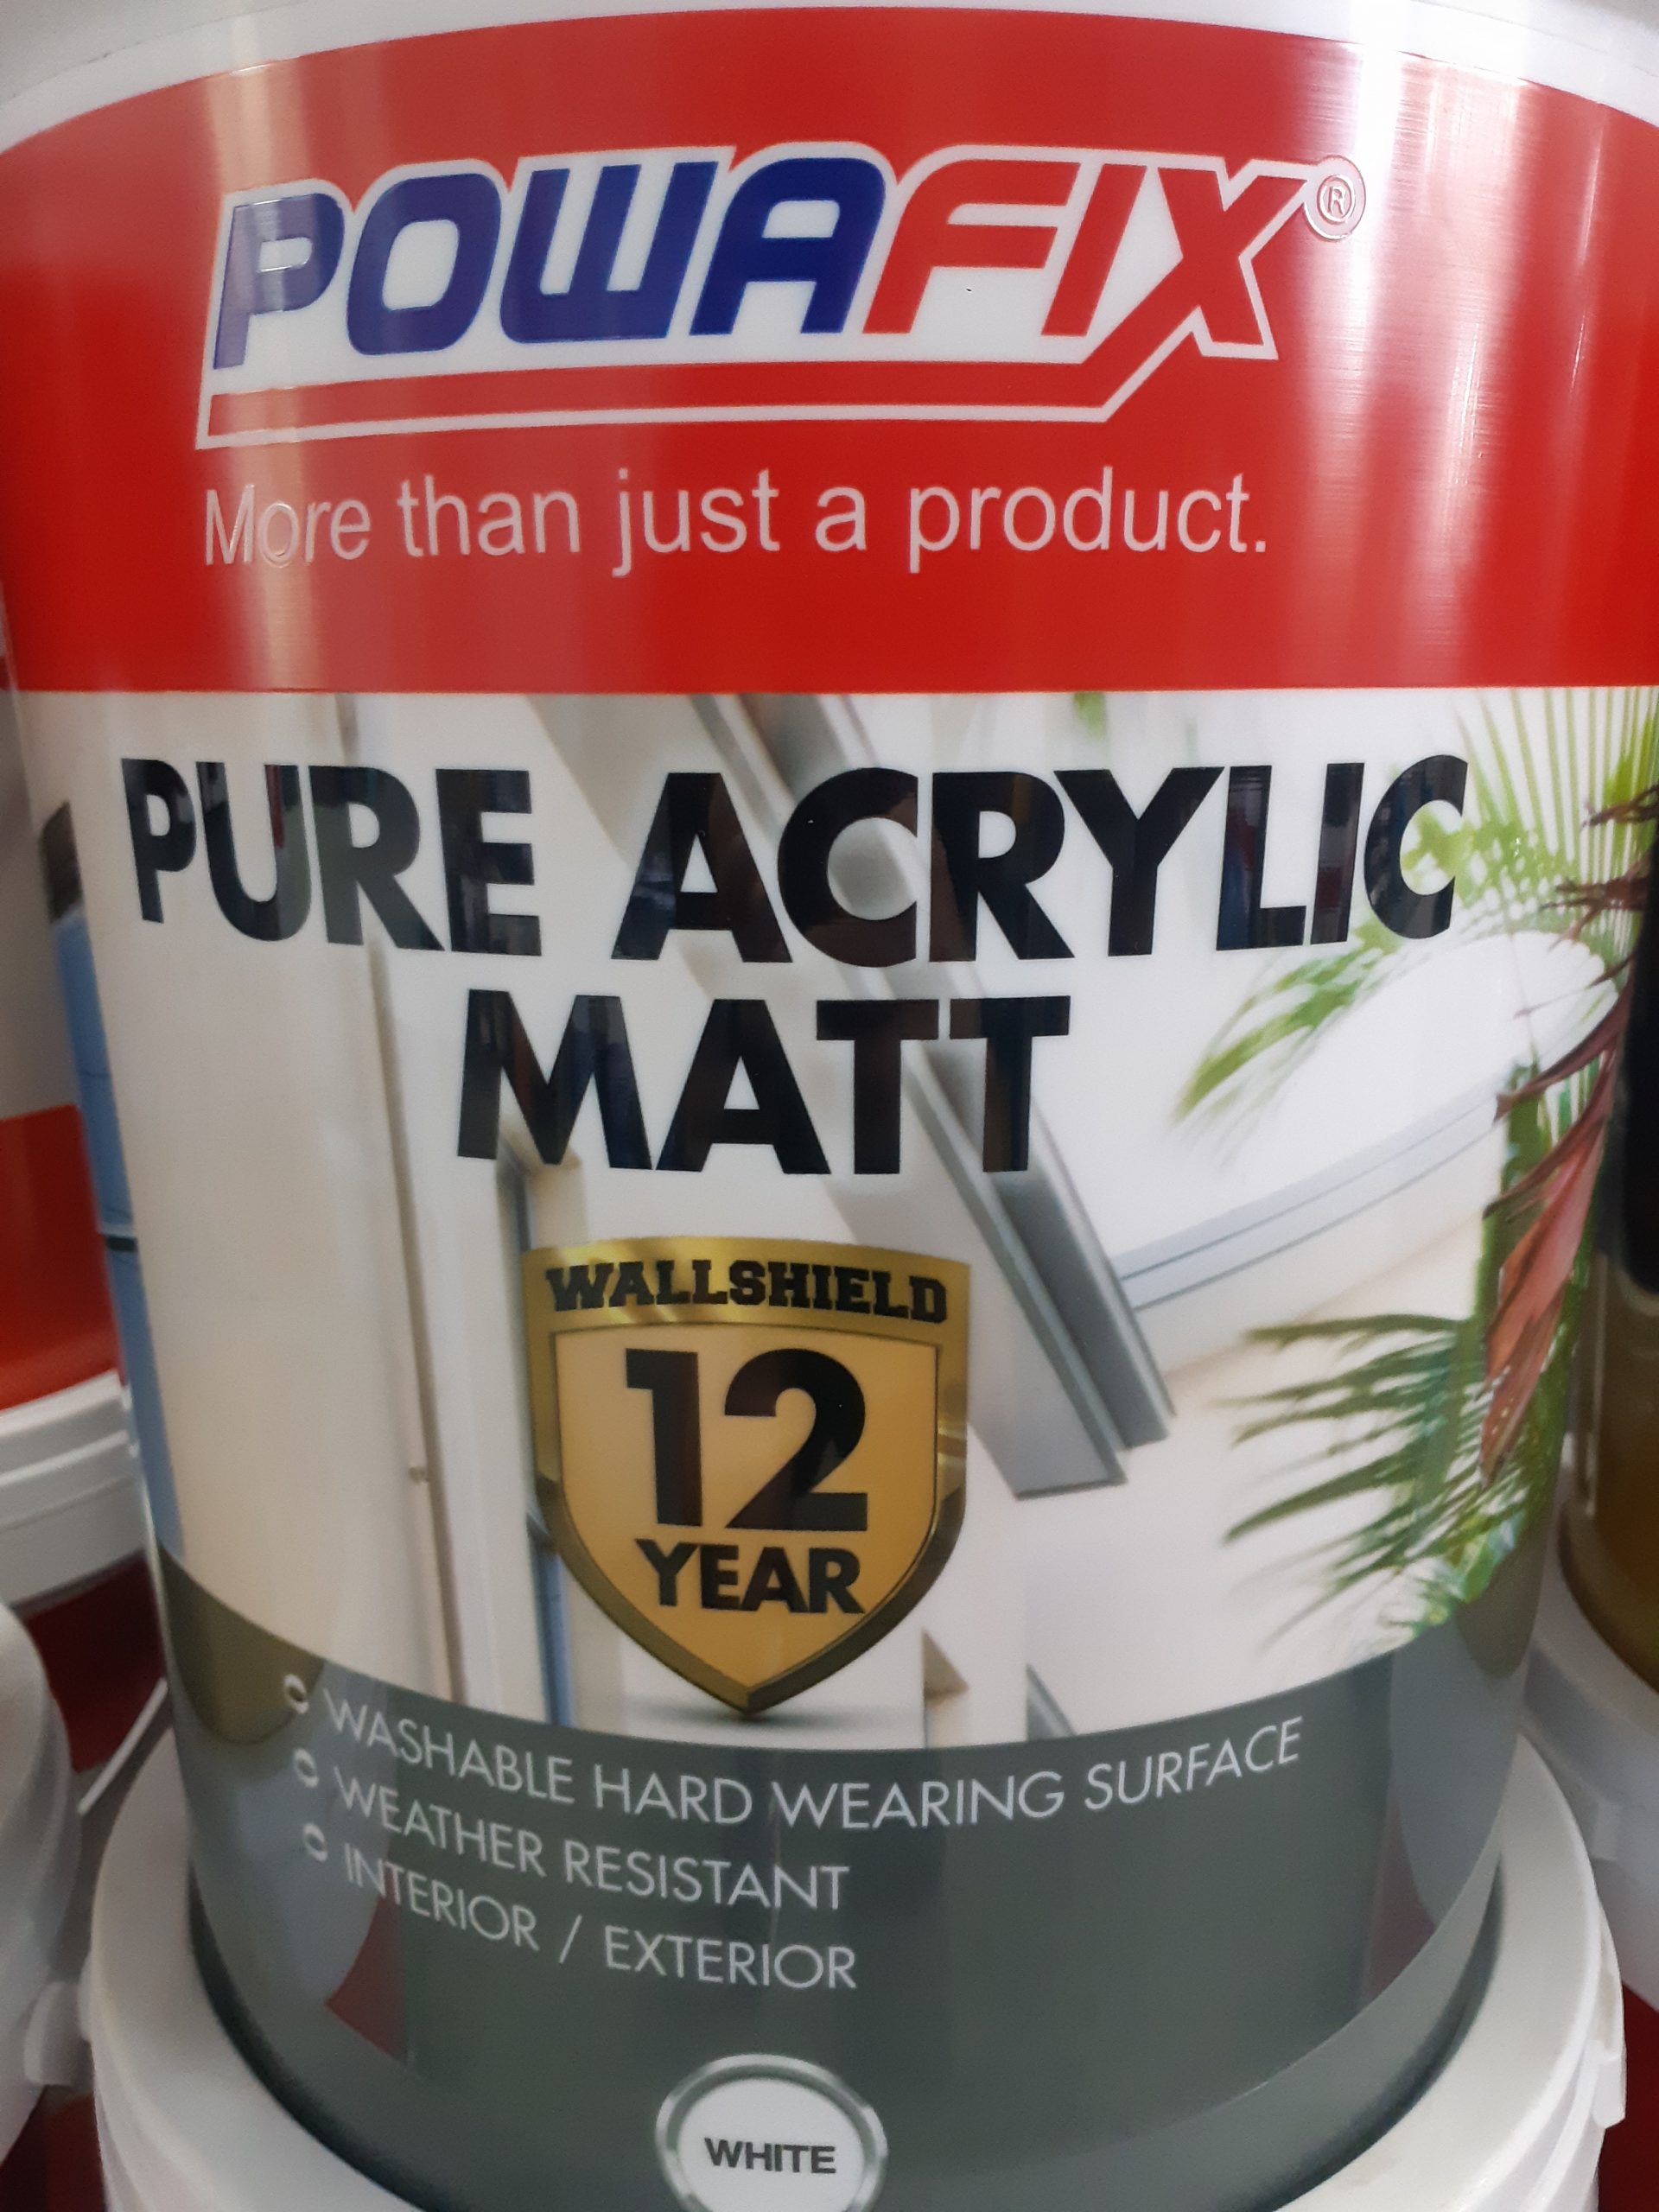 POWAFIX®
More than just a product.
PURE ACRYLIC
MATT
WALLSHIELD
12
YEAR
WASHABLE HARD WEARING SURFACE
WEATHER RESISTANT
INTERIOR / EXTERIOR
WHITE